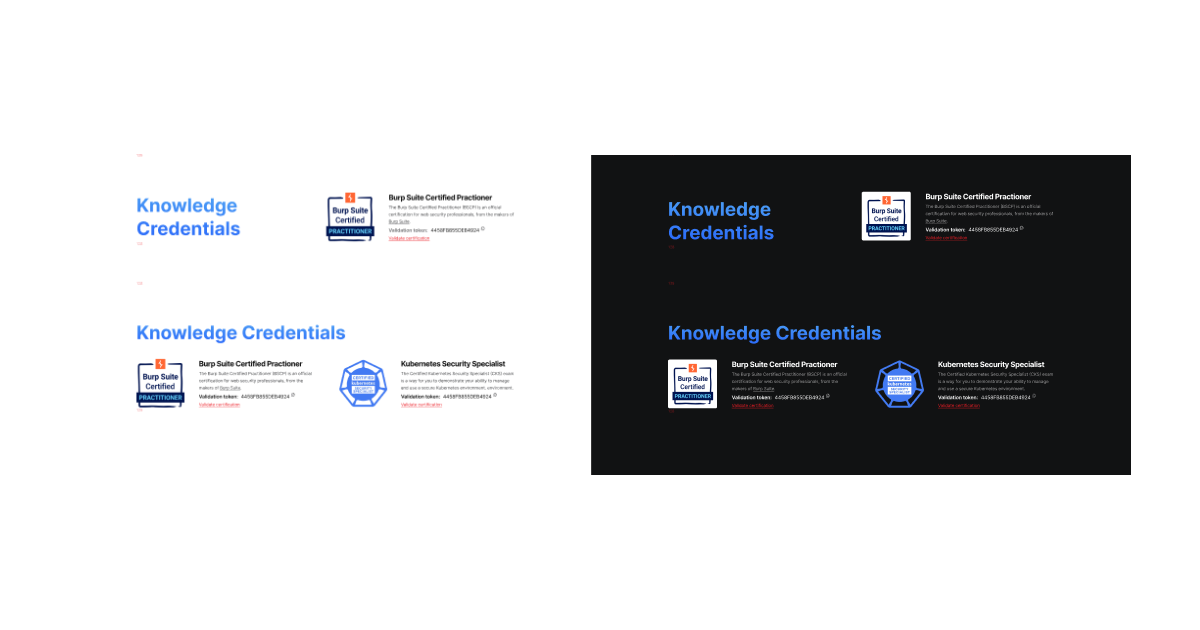 Knowledge
Credentials
Burp Suite
Certified
PRACTITIONER
Burp Suite Certified Practioner
The Burp Suite Certified Practitioner (BSCP) is an official
certification for web security professionals, from the makers of
Burp Suite.
Validation token: 4458FB855DEB4924
Validate certification
Knowledge Credentials
Burp Suite
Certified
PRACTITIONER
Burp Suite Certified Practioner
The Burp Suite Certified Practitioner (BSCP) is an official
certification for web security professionals, from the
makers of Burp Suite.
Validation token: 4458FB855DEB4924
Validate certification
CERTIFIED
kubernetes
SECURITY
SPECIALIST
Kubernetes Security Specialist
The Certified Kubernetes Security Specialist (CKS) exam
is a way for you to demonstrate your ability to manage
and use a secure Kubernetes environment. environment.
Validation token: 4458FB855DEB4924
Validate certification
Knowledge
Credentials
Burp Suite
Certified
PRACTITIONER
Burp Suite Certified Practioner
The Burp Suite Certified Practitioner (BSCP) is an official
certification for web security professionals, from the makers of
Burp Suite.
Validation token: 4458FB855DEB4924
Validate certification
Knowledge Credentials
Burp Suite
Certified
PRACTITIONER
Burp Suite Certified Practioner
The Burp Suite Certified Practitioner (BSCP) is an official
certification for web security professionals, from the
makers of Burp Suite.
Validation token: 4458FB855DEB4924
Validate certification
CERTIFIED
kubernetes
SECURITY
SPECIALIST
Kubernetes Security Specialist
The Certified Kubernetes Security Specialist (CKS) exam
is a way for you to demonstrate your ability to manage
and use a secure Kubernetes environment.
Validation token: 4458FB855DEB4924
Validate certification